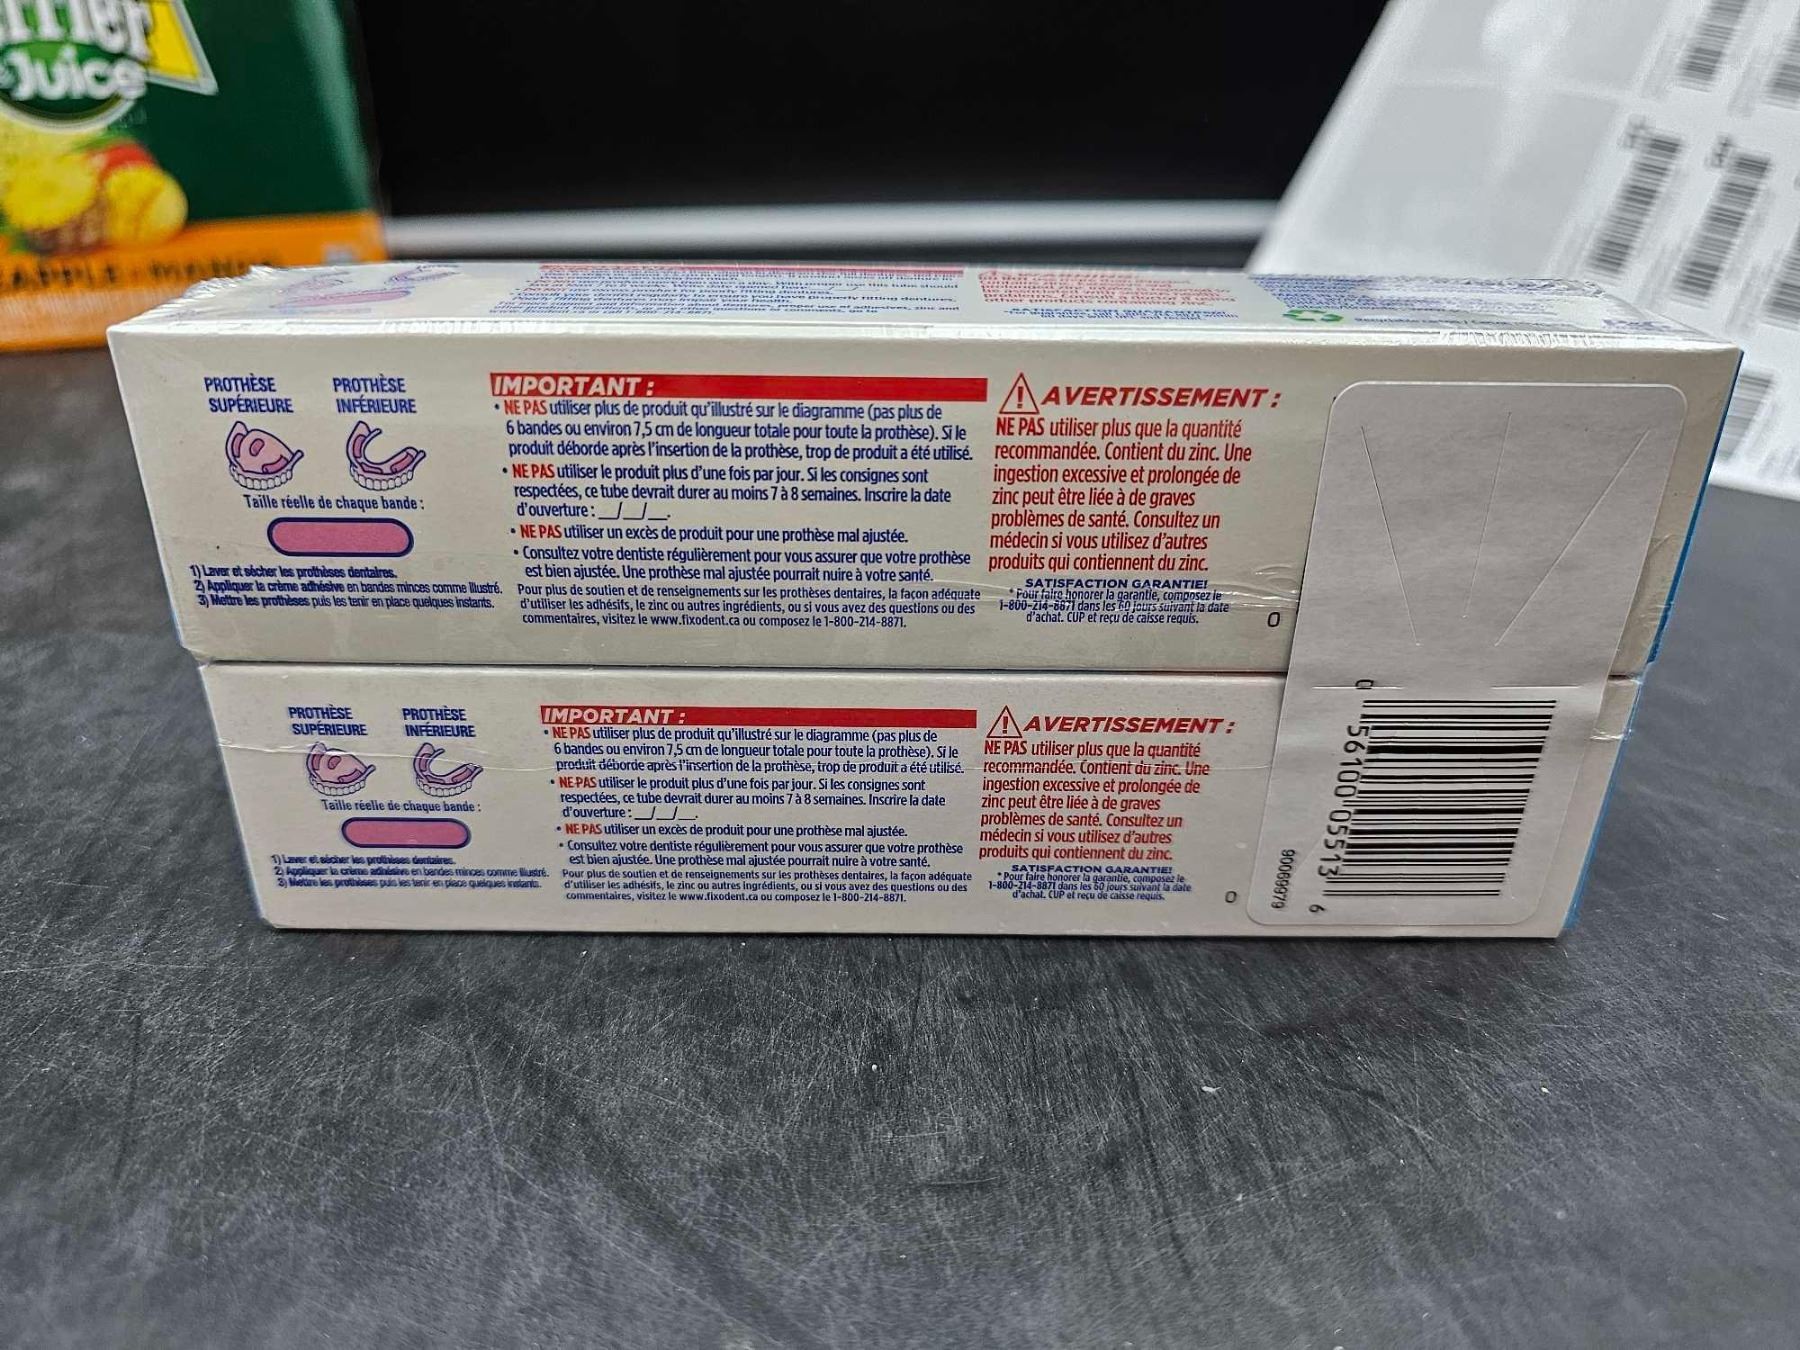 Juice
PROTHÈSE
SUPÉRIEURE
PROTHÈSE
INFÉRIEURE
Taille réelle de chaque bande :
1) Laver et sécher les prothèses dentaires.
2) Appliquer la crème adhésive en bandes minces comme illustré.
3) Mettre les prothèses puis les tenir en place quelques instants.
IMPORTANT :
• NE PAS utiliser plus de produit qu'illustré sur le diagramme (pas plus de
6 bandes ou environ 7,5 cm de longueur totale pour toute la prothèse). Si le
produit déborde après l'insertion de la prothèse, trop de produit a été utilisé.
• NE PAS utiliser le produit plus d'une fois par jour. Si les consignes sont
respectées, ce tube devrait durer au moins 7 à 8 semaines. Inscrire la date
d'ouverture : __/__/__.
• NE PAS utiliser un excès de produit pour une prothèse mal ajustée.
• Consultez votre dentiste régulièrement pour vous assurer que votre prothèse
est bien ajustée. Une prothèse mal ajustée pourrait nuire à votre santé.
Pour plus de soutien et de renseignements sur les prothèses dentaires, la façon adéquate
d'utiliser les adhésifs, le zinc ou autres ingrédients, ou si vous avez des questions ou des
commentaires, visitez le www.fixodent.ca ou composez le 1-800-214-8871.
AVERTISSEMENT :
NE PAS utiliser plus que la quantité
recommandée. Contient du zinc. Une
ingestion excessive et prolongée de
zinc peut être liée à de graves
problèmes de santé. Consultez un
médecin si vous utilisez d'autres
produits qui contiennent du zinc.
SATISFACTION GARANTIE!
* Pour faire honorer la garantie, composez le
1-800-214-8871 dans les 60 jours suivant la date
d'achat. CUP et reçu de caisse requis.
0
PROTHÈSE
SUPÉRIEURE
PROTHÈSE
INFÉRIEURE
Taille réelle de chaque bande :
1) Laver et sécher les prothèses dentaires.
2) Appliquer la crème adhésive en bandes minces comme illustré.
3) Mettre les prothèses puis les tenir en place quelques instants.
IMPORTANT :
• NE PAS utiliser plus de produit qu'illustré sur le diagramme (pas plus de
6 bandes ou environ 7,5 cm de longueur totale pour toute la prothèse). Si le
produit déborde après l'insertion de la prothèse, trop de produit a été utilisé.
• NE PAS utiliser le produit plus d'une fois par jour. Si les consignes sont
respectées, ce tube devrait durer au moins 7 à 8 semaines. Inscrire la date
d'ouverture : __/__/__.
• NE PAS utiliser un excès de produit pour une prothèse mal ajustée.
• Consultez votre dentiste régulièrement pour vous assurer que votre prothèse
est bien ajustée. Une prothèse mal ajustée pourrait nuire à votre santé.
Pour plus de soutien et de renseignements sur les prothèses dentaires, la façon adéquate
d'utiliser les adhésifs, le zinc ou autres ingrédients, ou si vous avez des questions ou des
commentaires, visitez le www.fixodent.ca ou composez le 1-800-214-8871.
AVERTISSEMENT :
NE PAS utiliser plus que la quantité
recommandée. Contient du zinc. Une
ingestion excessive et prolongée de
zinc peut être liée à de graves
problèmes de santé. Consultez un
médecin si vous utilisez d'autres
produits qui contiennent du zinc.
SATISFACTION GARANTIE!
* Pour faire honorer la garantie, composez le
1-800-214-8871 dans les 60 jours suivant la date
d'achat. CUP et reçu de caisse requis.
0
0 56100 05513 6
90069979